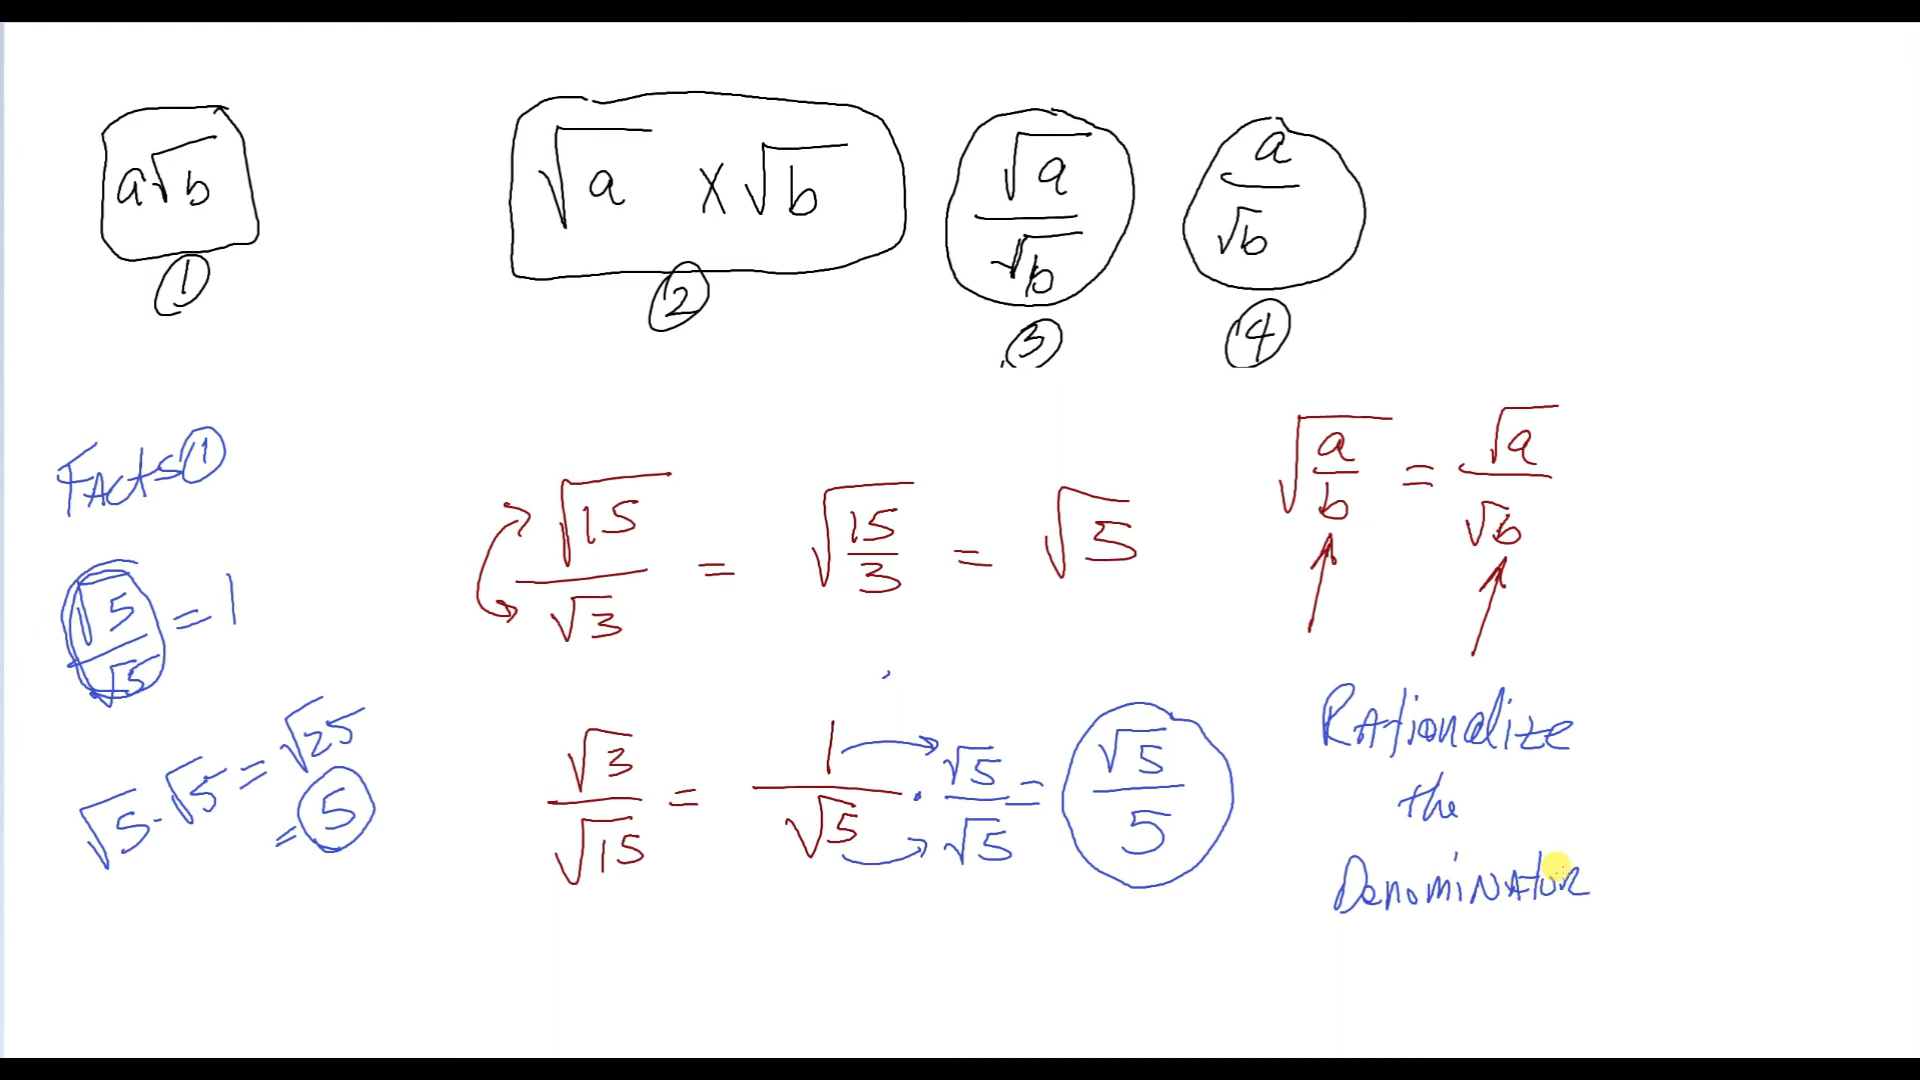 a√b
√a x √b
√a/√b
a/√b
①
②
③
④
Facts ①
√5/√5 = 1
√5 · √5 = √25
= 5
√15/√3 = √(15/3) = √5
√(a/b) = √a/√b
√3/√15 = 1/√5 · √5/√5 = √5/5
Rationalize
the
Denominator